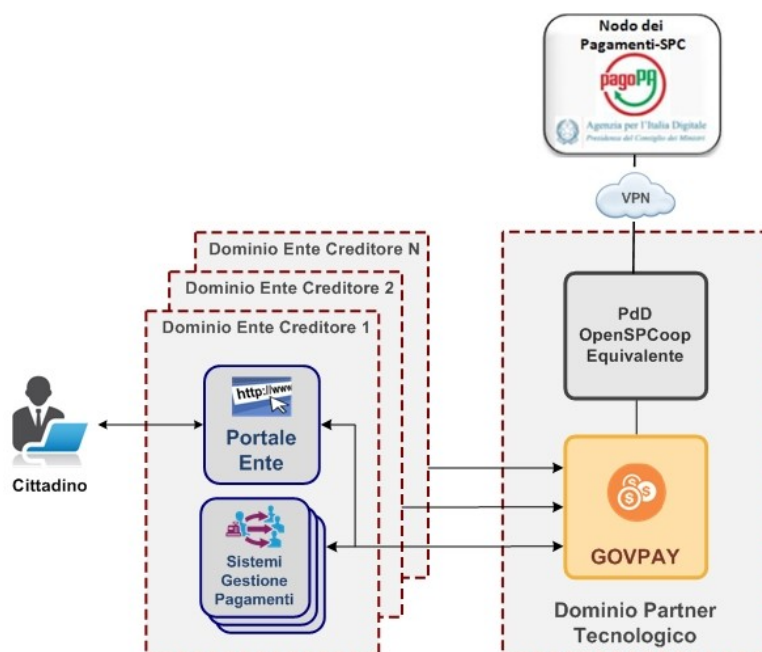 Nodo dei
Pagamenti-SPC
pagoPA
Agenzia per l'Italia Digitale
Presidenza del Consiglio dei Ministri
VPN
Dominio Ente Creditore N
Dominio Ente Creditore 2
Dominio Ente Creditore 1
PdD
OpenSPCoop
Equivalente
http://www
Portale
Ente
Cittadino
Sistemi
Gestione
Pagamenti
GOVPAY
Dominio Partner
Tecnologico